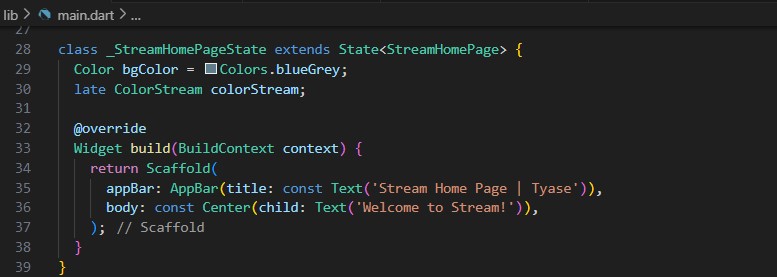 lib > main.dart > ...
27
28 class _StreamHomePageState extends State<StreamHomePage> {
29   Color bgColor = Colors.blueGrey;
30   late ColorStream colorStream;
31
32   @override
33   Widget build(BuildContext context) {
34     return Scaffold(
35       appBar: AppBar(title: const Text('Stream Home Page | Tyase')),
36       body: const Center(child: Text('Welcome to Stream!')),
37     ); // Scaffold
38   }
39 }